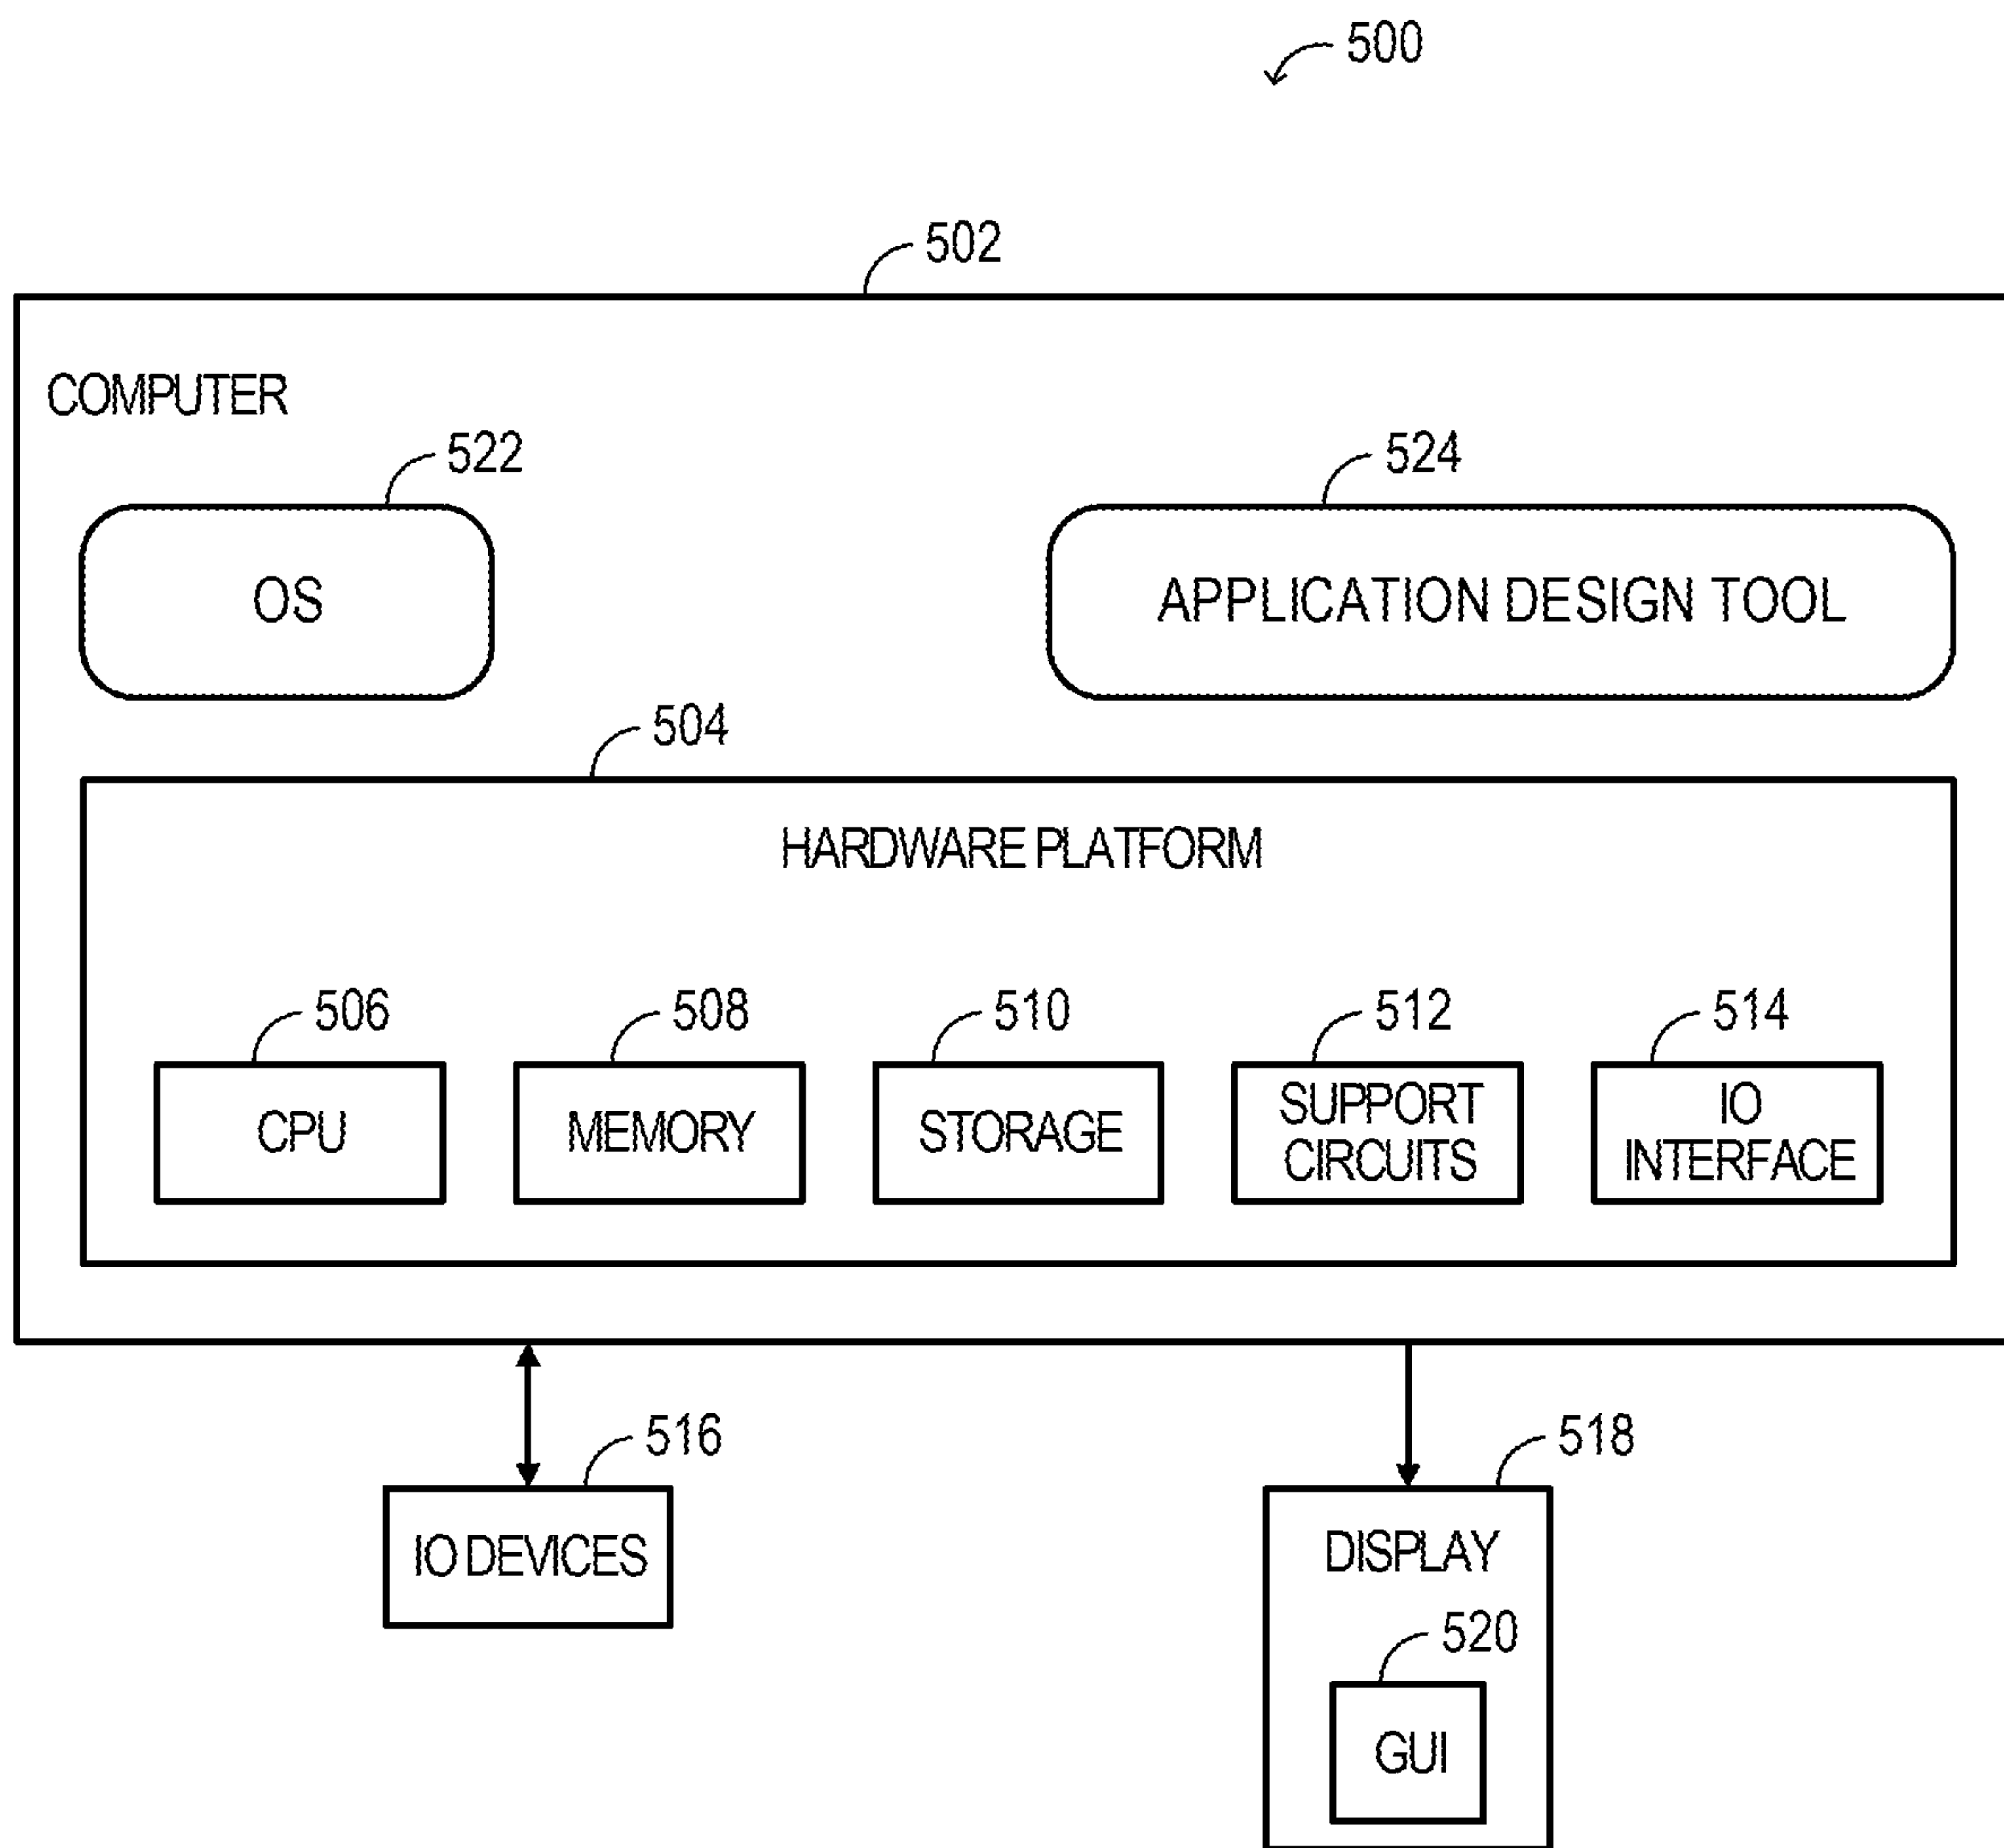 500
502
COMPUTER
522
524
OS
APPLICATION DESIGN TOOL
504
HARDWARE PLATFORM
506
508
510
512
514
CPU
MEMORY
STORAGE
SUPPORT
CIRCUITS
IO
INTERFACE
516
518
IO DEVICES
DISPLAY
520
GUI